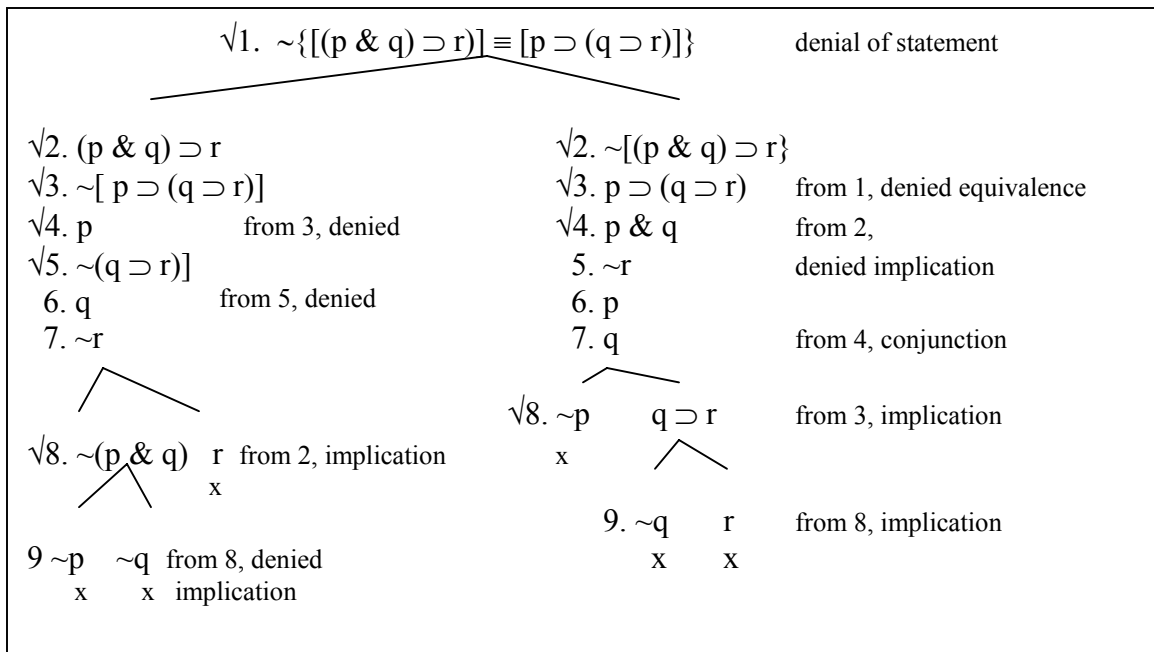 √1. ~{[(p & q) ⊃ r)] ≡ [p ⊃ (q ⊃ r)]} denial of statement
√2. (p & q) ⊃ r √2. ~[(p & q) ⊃ r}
√3. ~[ p ⊃ (q ⊃ r)] √3. p ⊃ (q ⊃ r) from 1, denied equivalence
√4. p from 3, denied √4. p & q from 2,
√5. ~(q ⊃ r)] 5. ~r denied implication
6. q from 5, denied 6. p
7. ~r 7. q from 4, conjunction
√8. ~p q ⊃ r from 3, implication
√8. ~(p & q) r from 2, implication x
x
9. ~q r from 8, implication
9 ~p ~q from 8, denied x x
x x implication